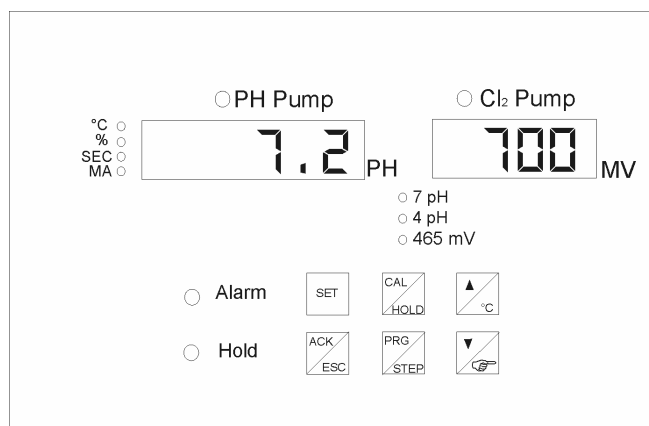 PH Pump
Cl₂ Pump
°C
%
SEC
MA
7.2 PH
700 MV
7 pH
4 pH
465 mV
Alarm
SET
CAL
HOLD
°C
Hold
ACK
ESC
PRG
STEP